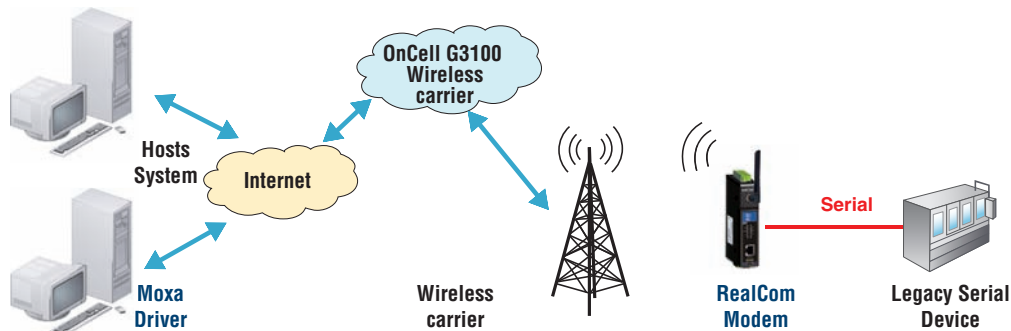 OnCell G3100
Wireless
carrier
Hosts
System
Internet
Serial
Moxa
Driver
Wireless
carrier
RealCom
Modem
Legacy Serial
Device